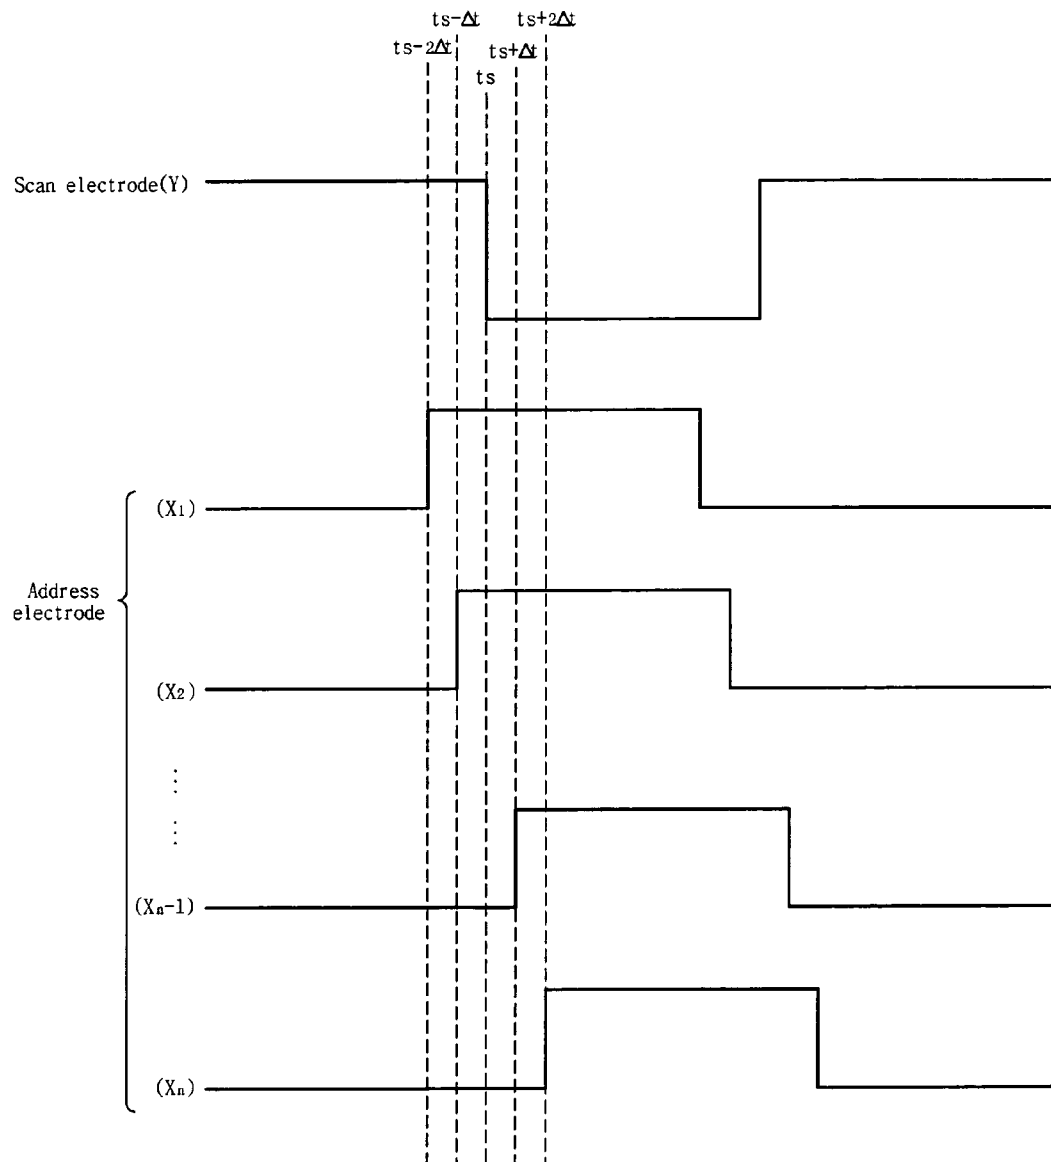 ts-Δt
ts+2Δt
ts-2Δt
ts+Δt
ts
Scan electrode(Y)
(X1)
Address
electrode
(X2)
(Xn-1)
(Xn)